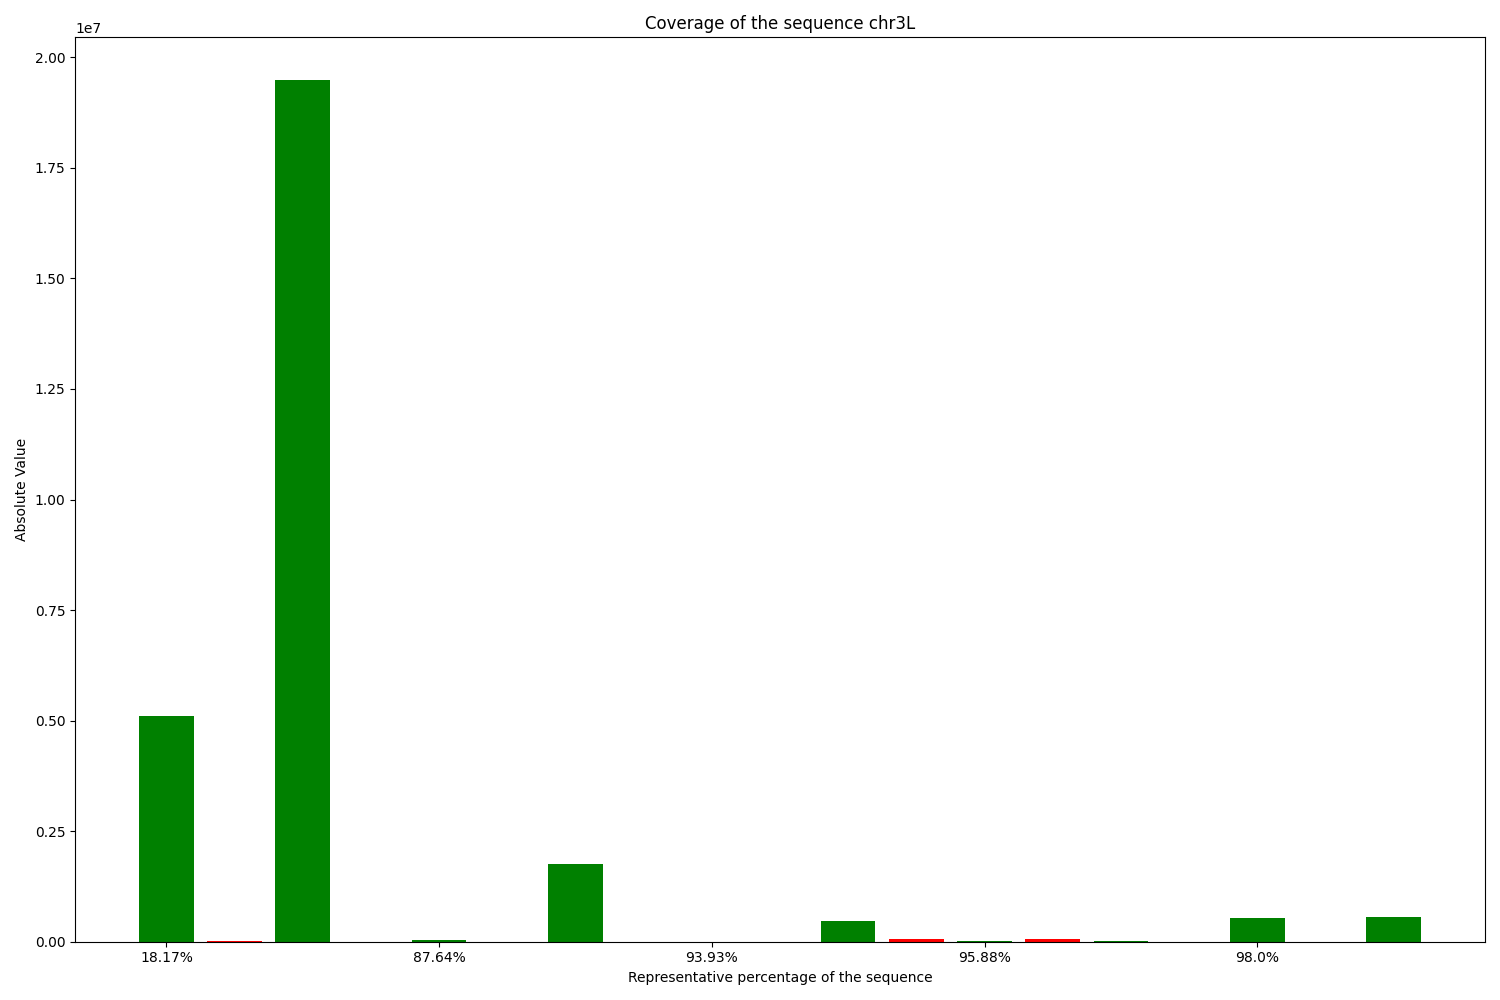 Coverage of the sequence chr3L
1e7
2.00
1.75
1.50
1.25
1.00
0.75
0.50
0.25
0.00
Absolute Value
18.17% 87.64% 93.93% 95.88% 98.0%
Representative percentage of the sequence